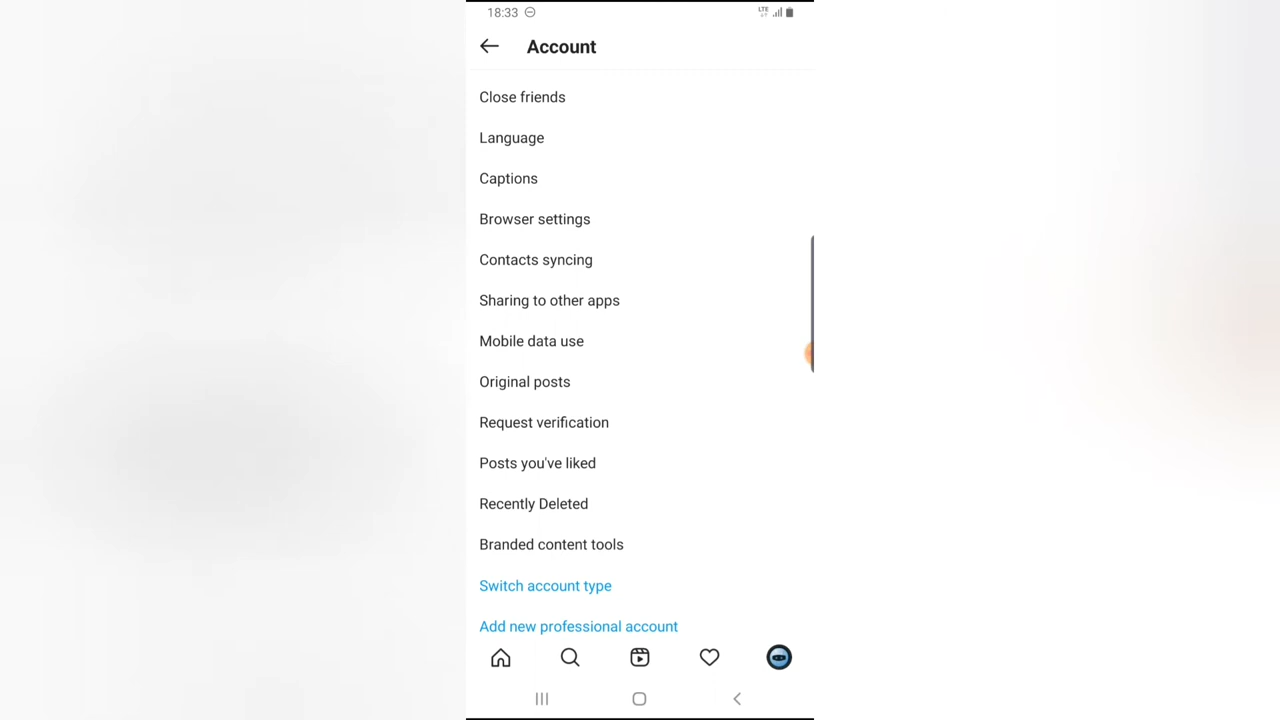 18:33
LTE
Account
Close friends
Language
Captions
Browser settings
Contacts syncing
Sharing to other apps
Mobile data use
Original posts
Request verification
Posts you've liked
Recently Deleted
Branded content tools
Switch account type
Add new professional account